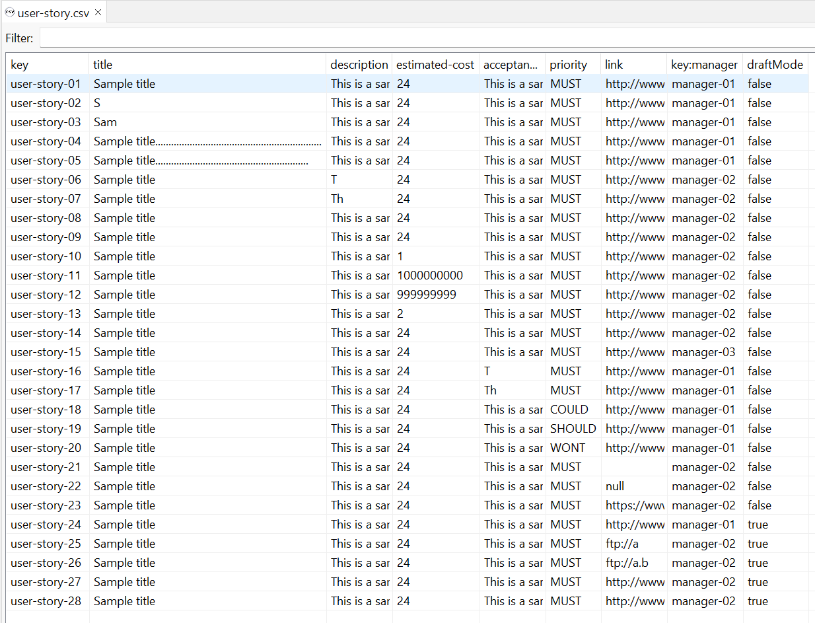 user-story.csv
Filter:
key title description estimated-cost acceptan... priority link key:manager draftMode
user-story-01 Sample title This is a sar 24 This is a sar MUST http://www manager-01 false
user-story-02 S This is a sar 24 This is a sar MUST http://www manager-01 false
user-story-03 Sam This is a sar 24 This is a sar MUST http://www manager-01 false
user-story-04 Sample title................................................................ This is a sar 24 This is a sar MUST http://www manager-01 false
user-story-05 Sample title........................................................... This is a sar 24 This is a sar MUST http://www manager-01 false
user-story-06 Sample title T 24 This is a sar MUST http://www manager-02 false
user-story-07 Sample title Th 24 This is a sar MUST http://www manager-02 false
user-story-08 Sample title This is a sar 24 This is a sar MUST http://www manager-02 false
user-story-09 Sample title This is a sar 24 This is a sar MUST http://www manager-02 false
user-story-10 Sample title This is a sar 1 This is a sar MUST http://www manager-02 false
user-story-11 Sample title This is a sar 1000000000 This is a sar MUST http://www manager-02 false
user-story-12 Sample title This is a sar 999999999 This is a sar MUST http://www manager-02 false
user-story-13 Sample title This is a sar 2 This is a sar MUST http://www manager-02 false
user-story-14 Sample title This is a sar 24 This is a sar MUST http://www manager-02 false
user-story-15 Sample title This is a sar 24 This is a sar MUST http://www manager-03 false
user-story-16 Sample title This is a sar 24 T MUST http://www manager-01 false
user-story-17 Sample title This is a sar 24 Th MUST http://www manager-01 false
user-story-18 Sample title This is a sar 24 This is a sar COULD http://www manager-01 false
user-story-19 Sample title This is a sar 24 This is a sar SHOULD http://www manager-01 false
user-story-20 Sample title This is a sar 24 This is a sar WONT http://www manager-01 false
user-story-21 Sample title This is a sar 24 This is a sar MUST manager-02 false
user-story-22 Sample title This is a sar 24 This is a sar MUST null manager-02 false
user-story-23 Sample title This is a sar 24 This is a sar MUST https://wwv manager-02 false
user-story-24 Sample title This is a sar 24 This is a sar MUST http://www manager-01 true
user-story-25 Sample title This is a sar 24 This is a sar MUST ftp://a manager-02 true
user-story-26 Sample title This is a sar 24 This is a sar MUST ftp://a.b manager-02 true
user-story-27 Sample title This is a sar 24 This is a sar MUST http://www manager-02 true
user-story-28 Sample title This is a sar 24 This is a sar MUST http://www manager-02 true